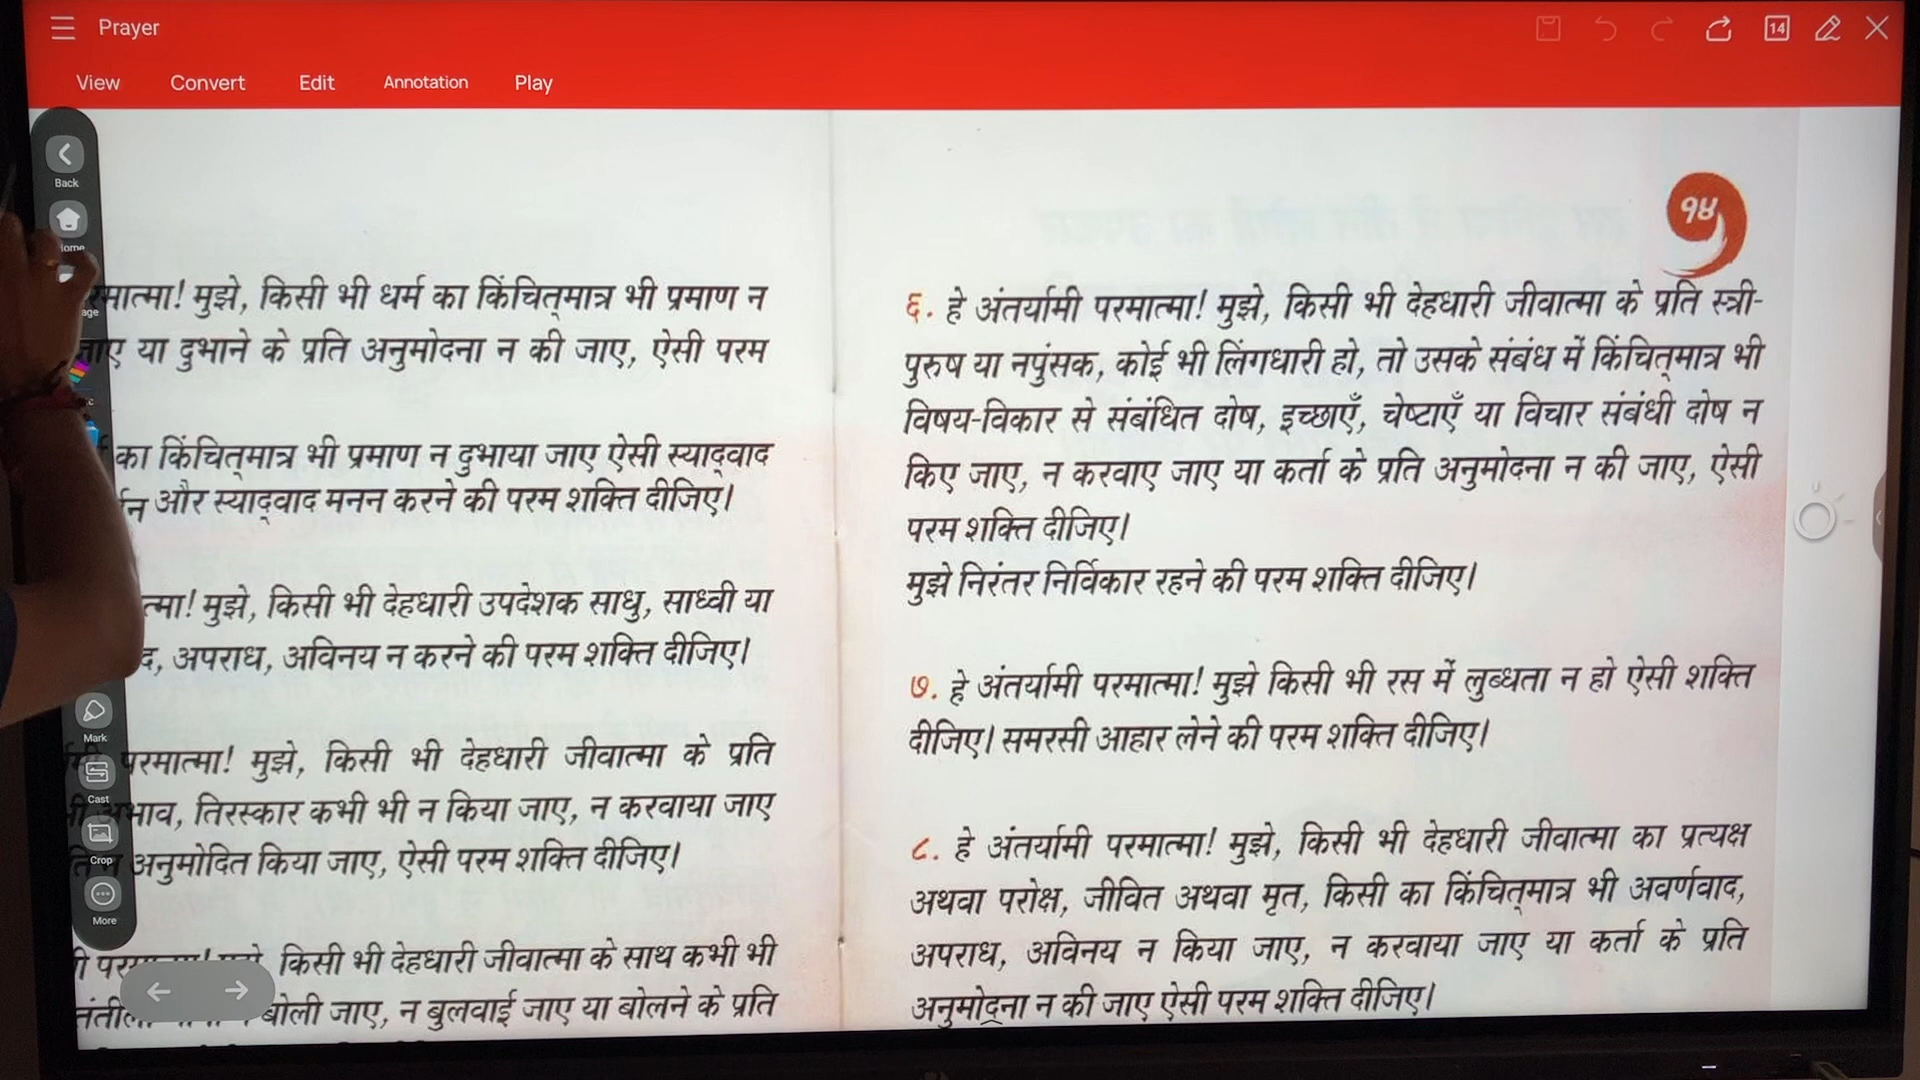 Prayer
View Convert Edit Annotation Play
14
Back
Mark
Cast
Crop
More
मुझे, किसी भी धर्म का किंचित्‌मात्र भी प्रमाण न
या दुभाने के प्रति अनुमोदना न की जाए, ऐसी परम
का किंचित्‌मात्र भी प्रमाण न दुभाया जाए ऐसी स्याद्‌वाद
और स्याद्‌वाद मनन करने की परम शक्ति दीजिए।
मुझे, किसी भी देहधारी उपदेशक साधु, साध्वी या
अपराध, अविनय न करने की परम शक्ति दीजिए।
परमात्मा! मुझे, किसी भी देहधारी जीवात्मा के प्रति
तिरस्कार कभी भी न किया जाए, न करवाया जाए
अनुमोदित किया जाए, ऐसी परम शक्ति दीजिए।
किसी भी देहधारी जीवात्मा के साथ कभी भी
बोली जाए, न बुलवाई जाए या बोलने के प्रति
१४
६. हे अंतर्यामी परमात्मा! मुझे, किसी भी देहधारी जीवात्मा के प्रति स्त्री-
पुरुष या नपुंसक, कोई भी लिंगधारी हो, तो उसके संबंध में किंचित्‌मात्र भी
विषय-विकार से संबंधित दोष, इच्छाएँ, चेष्टाएँ या विचार संबंधी दोष न
किए जाए, न करवाए जाए या कर्ता के प्रति अनुमोदना न की जाए, ऐसी
परम शक्ति दीजिए।
मुझे निरंतर निर्विकार रहने की परम शक्ति दीजिए।
७. हे अंतर्यामी परमात्मा! मुझे किसी भी रस में लुब्धता न हो ऐसी शक्ति
दीजिए। समरसी आहार लेने की परम शक्ति दीजिए।
८. हे अंतर्यामी परमात्मा! मुझे, किसी भी देहधारी जीवात्मा का प्रत्यक्ष
अथवा परोक्ष, जीवित अथवा मृत, किसी का किंचित्‌मात्र भी अवर्णवाद,
अपराध, अविनय न किया जाए, न करवाया जाए या कर्ता के प्रति
अनुमोदना न की जाए ऐसी परम शक्ति दीजिए।